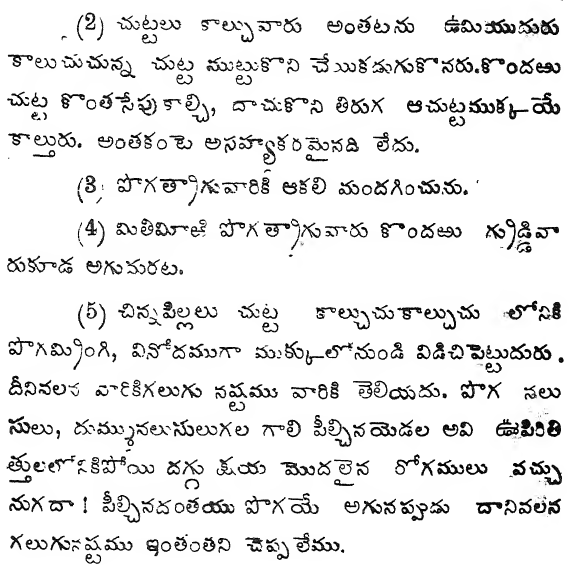 (2) చుట్టలు కాల్చువారు అంతటను ఉమియుదురు
కాలుచుచున్న చుట్ట ముట్టుకొని చేయికడుగుకొనరు.కొందఱు
చుట్ట కొంతసేపుకాల్చి, దాచుకొని తిరుగ ఆచుట్టముక్కయే
కాల్తురు. అంతకంటె అసహ్యాకరమైనది లేదు.
(3) పొగత్రాగువారికి ఆకలి మందగించును.
(4) మితిమీఱి పొగత్రాగువారు కొందఱు గ్రుడ్డివా
రుకూడ అగుమరట.
(5) చిన్నపిల్లలు చుట్ట కాల్చుచుకాల్చుచు లోనికి
పొగమ్రింగి, వినోదముగా ముక్కులోనుండి విడిచిపెట్టుదురు.
దీనివలన వారికిగలుగు నష్టము వారికి తెలియదు. పొగ నలు
సులు, దుమ్మునలుసులుగల గాలి పీల్చినయెడల అవి ఊపిరితి
త్తులలోనికిపోయి దగ్గు క్షయ మొదలైన రోగములు వచ్చు
నుగదా! పీల్చినదంతయు పొగయే అగునప్పుడు దానివలన
గలుగునష్టము ఇంతంతని చెప్పలేము.